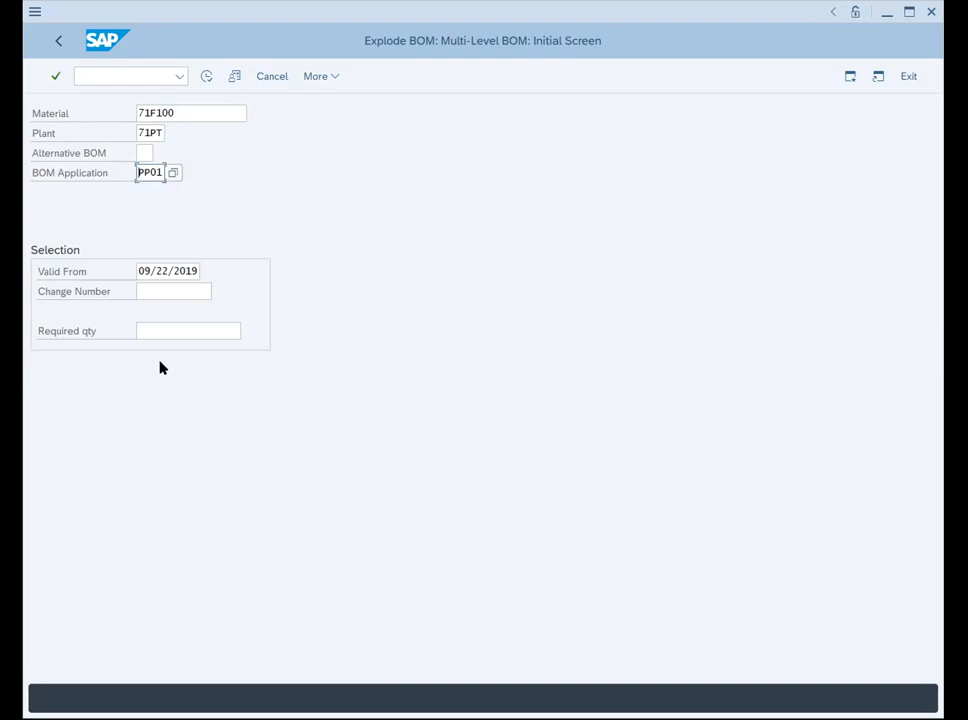 SAP
Explode BOM: Multi-Level BOM: Initial Screen
Cancel
More
Exit
Material 71F100
Plant 71PT
Alternative BOM
BOM Application PP01
Selection
Valid From 09/22/2019
Change Number
Required qty